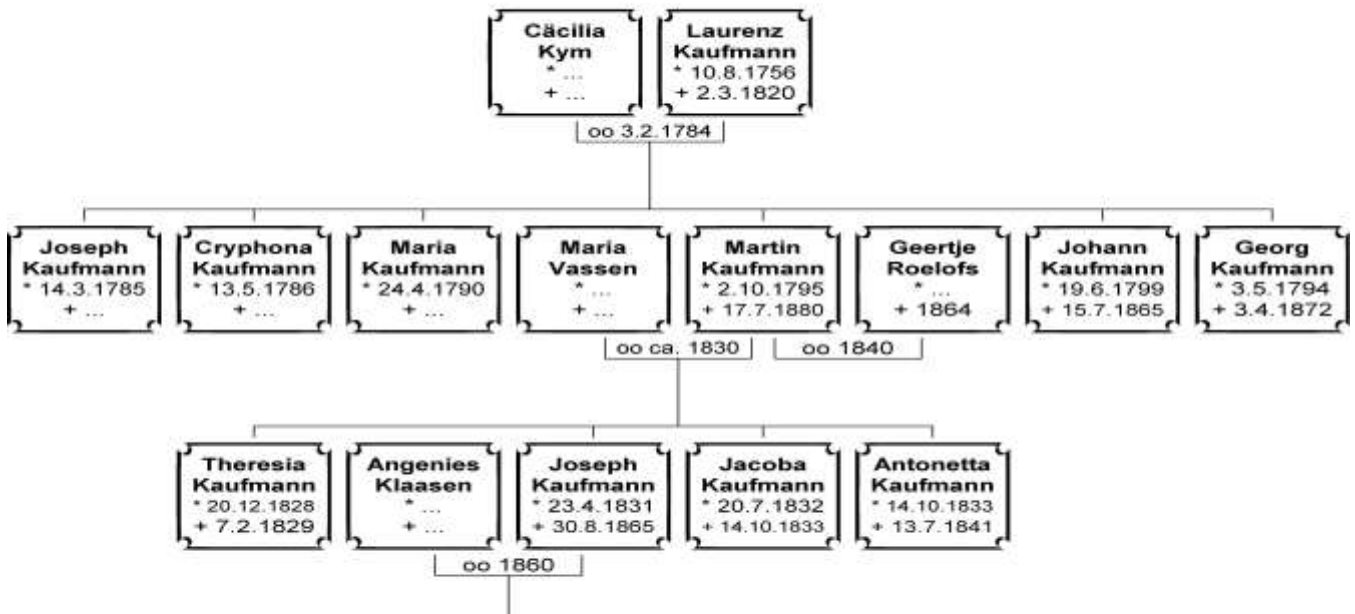 Cäcilia
Kym
* ...
+ ...
Laurenz
Kaufmann
* 10.8.1756
+ 2.3.1820
oo 3.2.1784
Joseph
Kaufmann
* 14.3.1785
+ ...
Cryphona
Kaufmann
* 13.5.1786
+ ...
Maria
Kaufmann
* 24.4.1790
+ ...
Maria
Vassen
* ...
+ ...
Martin
Kaufmann
* 2.10.1795
+ 17.7.1880
Geertje
Roelofs
* ...
+ 1864
Johann
Kaufmann
* 19.6.1799
+ 15.7.1865
Georg
Kaufmann
* 3.5.1794
+ 3.4.1872
oo ca. 1830
oo 1840
Theresia
Kaufmann
* 20.12.1828
+ 7.2.1829
Angenies
Klaasen
* ...
+ ...
Joseph
Kaufmann
* 23.4.1831
+ 30.8.1865
Jacoba
Kaufmann
* 20.7.1832
+ 14.10.1833
Antonetta
Kaufmann
* 14.10.1833
+ 13.7.1841
oo 1860